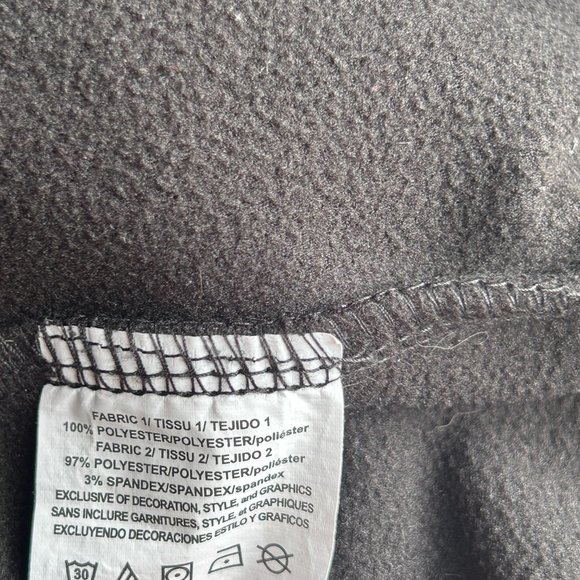 FABRIC 1/ TISSU 1/ TEJIDO 1
100% POLYESTER/POLYESTER/poliéster
FABRIC 2/ TISSU 2/ TEJIDO 2
97% POLYESTER/POLYESTER/poliéster
3% SPANDEX/SPANDEX/spandex
EXCLUSIVE OF DECORATION, STYLE, and GRAPHICS
SANS INCLURE GARNITURES, STYLE, et GRAPHIQUES
EXCLUYENDO DECORACIONES ESTILO Y GRAFICOS
30